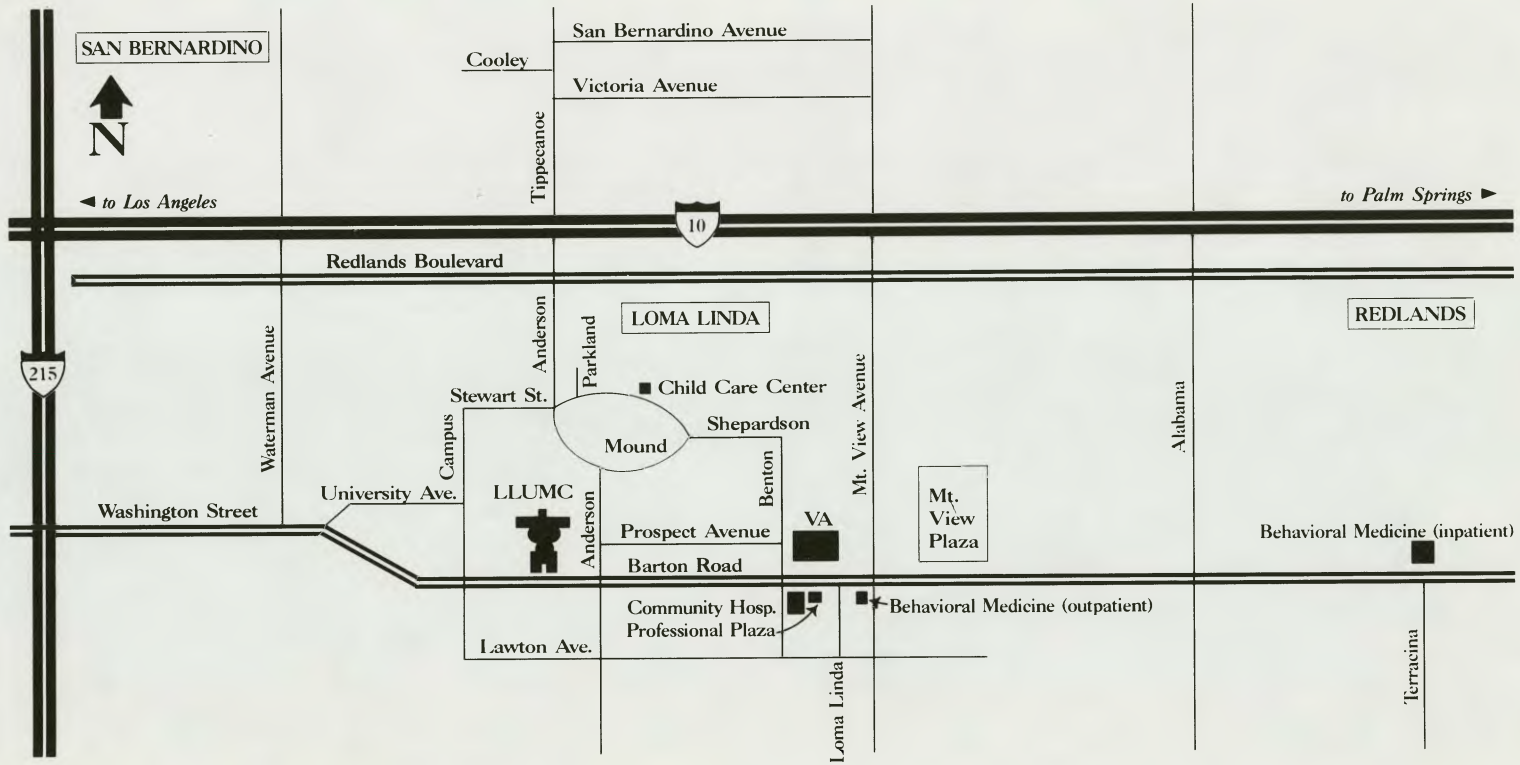 San Bernardino Avenue
SAN BERNARDINO
Cooley
Victoria Avenue
N
Tippecanoe
◄ to Los Angeles
to Palm Springs ►
10
Redlands Boulevard
LOMA LINDA
REDLANDS
Anderson
Parkland
215
Waterman Avenue
Mt. View Avenue
Alabama
Child Care Center
Stewart St.
Campus
Shepardson
Mound
Benton
University Ave.
LLUMC
Washington Street
Anderson
Mt.
View
Plaza
VA
Prospect Avenue
Behavioral Medicine (inpatient)
Barton Road
Community Hosp.
Professional Plaza
Behavioral Medicine (outpatient)
Lawton Ave.
Loma Linda
Terracina